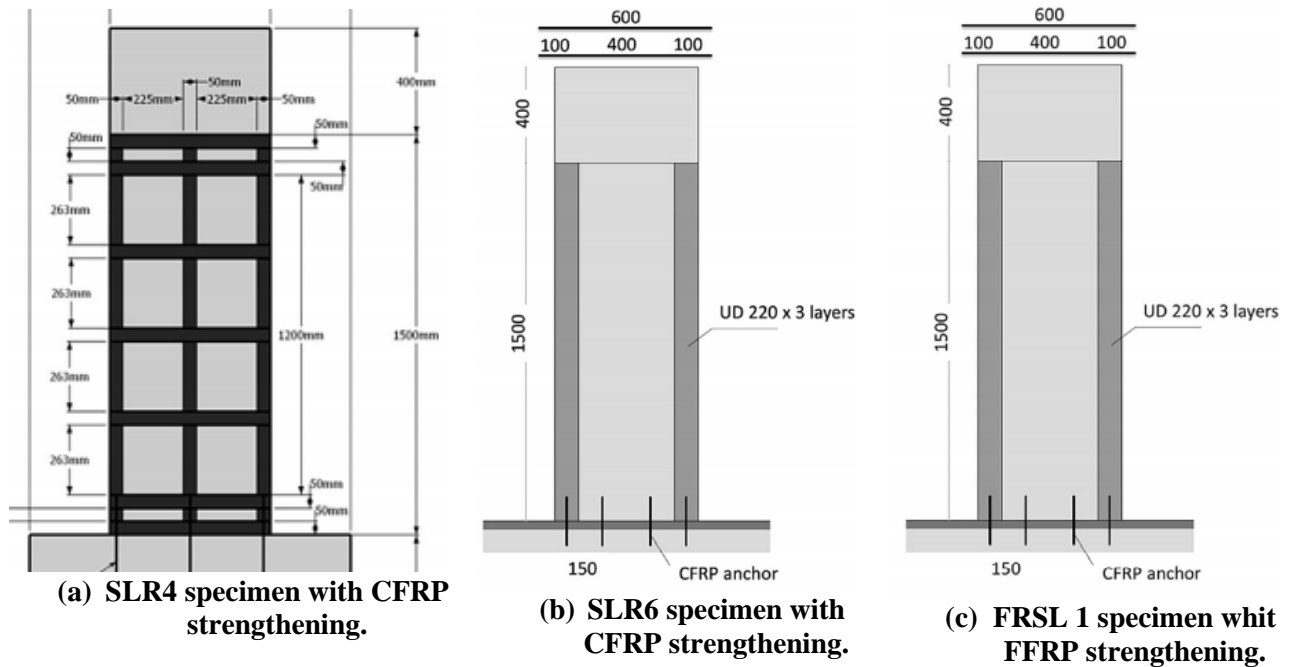 50mm
400mm
50mm
225mm
225mm
50mm
50mm
50mm
50mm
263mm
263mm
1200mm
1500mm
263mm
263mm
50mm
50mm
(a) SLR4 specimen with CFRP
strengthening.
600
100 400 100
400
1500
UD 220 x 3 layers
150
CFRP anchor
(b) SLR6 specimen with
CFRP strengthening.
600
100 400 100
400
1500
UD 220 x 3 layers
150
CFRP anchor
(c) FRSL 1 specimen whit
FFRP strengthening.